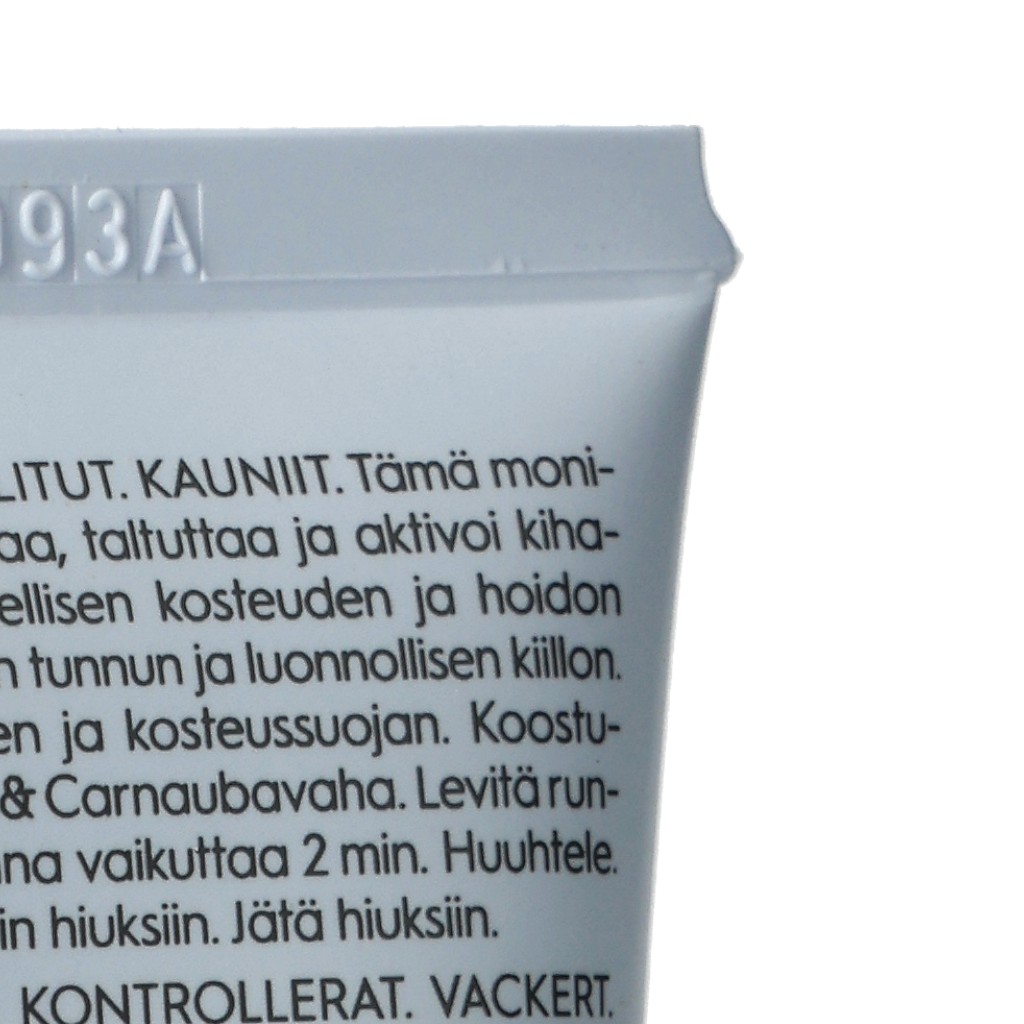 93A
LITUT. KAUNIIT. Tämä moni-
aa, taltuttaa ja aktivoi kiha-
ellisen kosteuden ja hoidon
n tunnun ja luonnollisen kiillon.
en ja kosteussuojan. Koostu-
& Carnaubavaha. Levitä run-
na vaikuttaa 2 min. Huuhtele.
in hiuksiin. Jätä hiuksiin.
KONTROLLERAT. VACKERT.